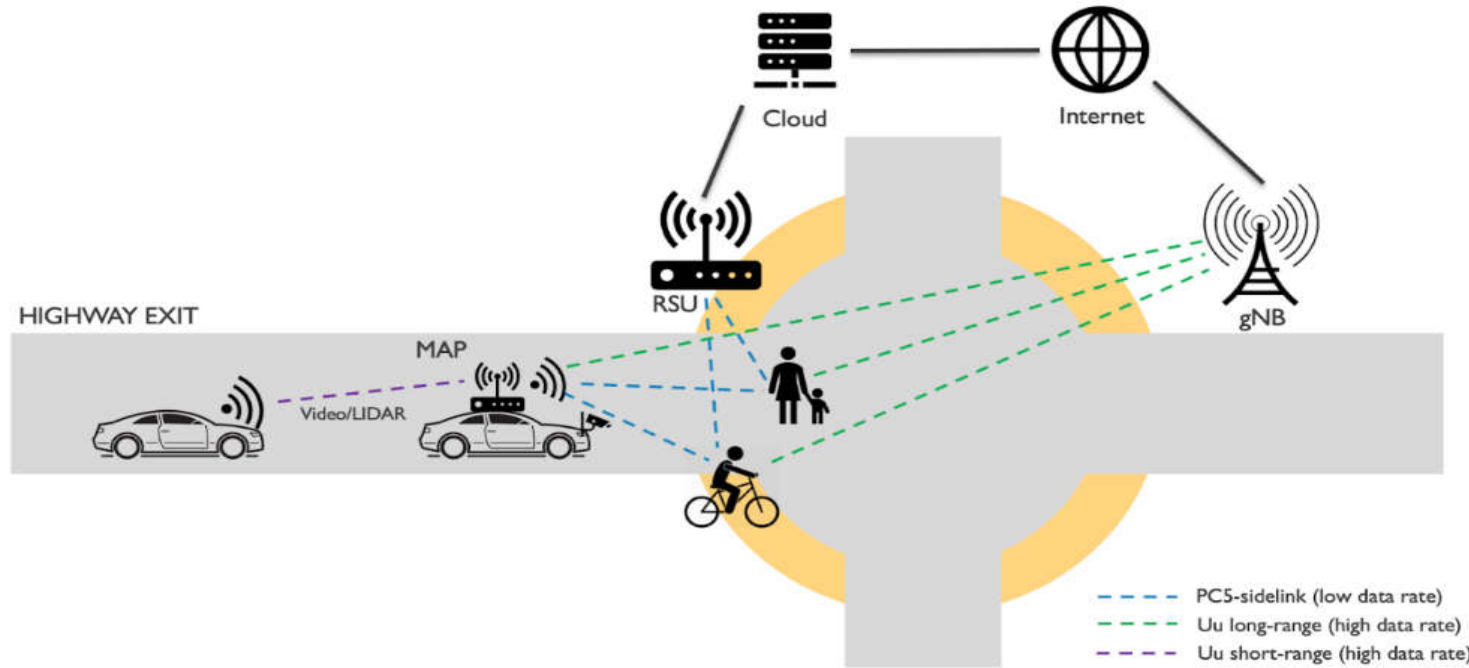 Cloud
Internet
RSU
gNB
HIGHWAY EXIT
MAP
Video/LIDAR
PC5-sidelink (low data rate)
Uu long-range (high data rate)
Uu short-range (high data rate)